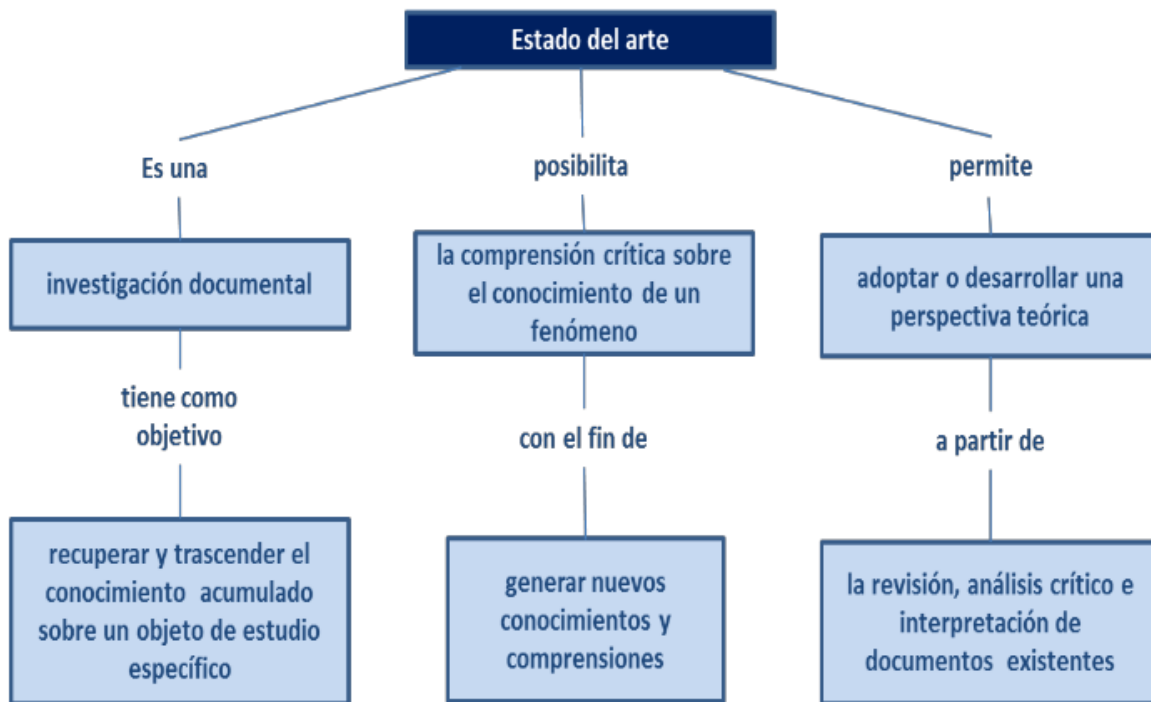 Estado del arte
Es una
investigación documental
tiene como
objetivo
recuperar y trascender el
conocimiento acumulado
sobre un objeto de estudio
específico
posibilita
la comprensión crítica sobre
el conocimiento de un
fenómeno
con el fin de
generar nuevos
conocimientos y
comprensiones
permite
adoptar o desarrollar una
perspectiva teórica
a partir de
la revisión, análisis crítico e
interpretación de
documentos existentes